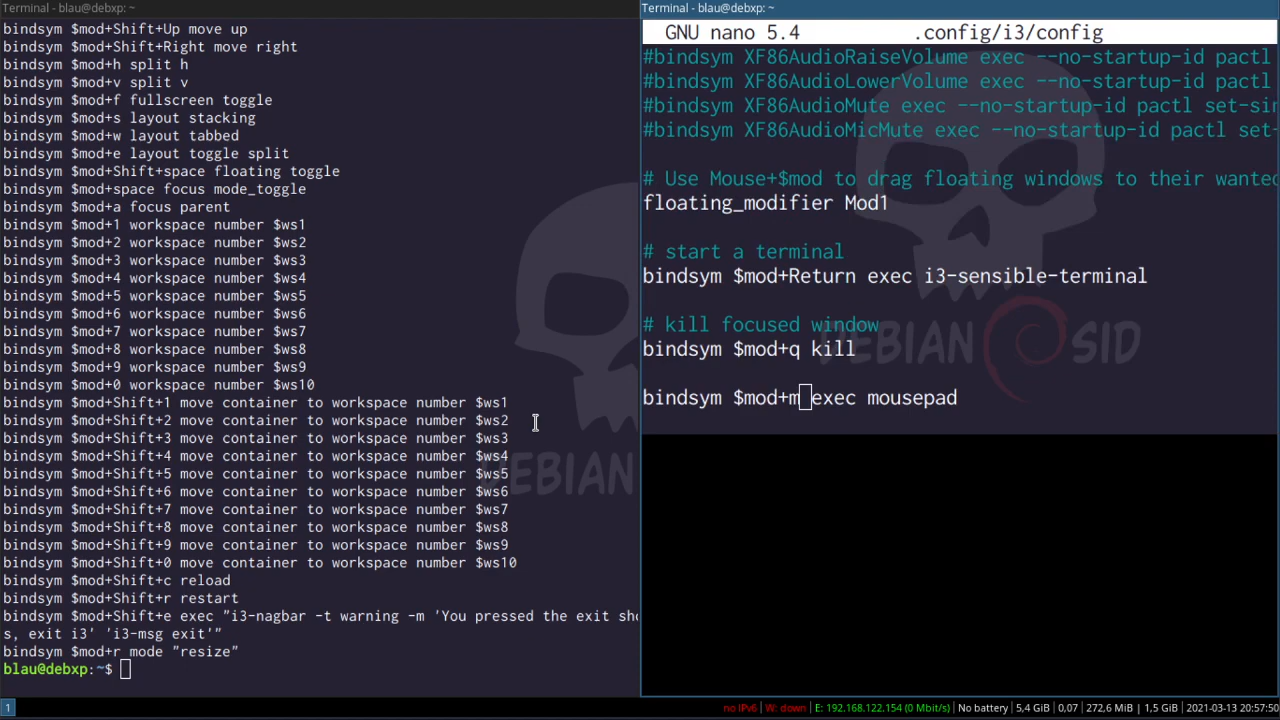 Terminal - blau@debxp: ~
bindsym $mod+Shift+Up move up
bindsym $mod+Shift+Right move right
bindsym $mod+h split h
bindsym $mod+v split v
bindsym $mod+f fullscreen toggle
bindsym $mod+s layout stacking
bindsym $mod+w layout tabbed
bindsym $mod+e layout toggle split
bindsym $mod+Shift+space floating toggle
bindsym $mod+space focus mode_toggle
bindsym $mod+a focus parent
bindsym $mod+1 workspace number $ws1
bindsym $mod+2 workspace number $ws2
bindsym $mod+3 workspace number $ws3
bindsym $mod+4 workspace number $ws4
bindsym $mod+5 workspace number $ws5
bindsym $mod+6 workspace number $ws6
bindsym $mod+7 workspace number $ws7
bindsym $mod+8 workspace number $ws8
bindsym $mod+9 workspace number $ws9
bindsym $mod+0 workspace number $ws10
bindsym $mod+Shift+1 move container to workspace number $ws1
bindsym $mod+Shift+2 move container to workspace number $ws2
bindsym $mod+Shift+3 move container to workspace number $ws3
bindsym $mod+Shift+4 move container to workspace number $ws4
bindsym $mod+Shift+5 move container to workspace number $ws5
bindsym $mod+Shift+6 move container to workspace number $ws6
bindsym $mod+Shift+7 move container to workspace number $ws7
bindsym $mod+Shift+8 move container to workspace number $ws8
bindsym $mod+Shift+9 move container to workspace number $ws9
bindsym $mod+Shift+0 move container to workspace number $ws10
bindsym $mod+Shift+c reload
bindsym $mod+Shift+r restart
bindsym $mod+Shift+e exec "i3-nagbar -t warning -m 'You pressed the exit sho
s, exit i3' 'i3-msg exit'"
bindsym $mod+r mode "resize"
blau@debxp:~$
DEBIAN
Terminal - blau@debxp: ~
GNU nano 5.4 .config/i3/config
#bindsym XF86AudioRaiseVolume exec --no-startup-id pactl
#bindsym XF86AudioLowerVolume exec --no-startup-id pactl
#bindsym XF86AudioMute exec --no-startup-id pactl set-sin
#bindsym XF86AudioMicMute exec --no-startup-id pactl set-
# Use Mouse+$mod to drag floating windows to their wanted
floating_modifier Mod1
# start a terminal
bindsym $mod+Return exec i3-sensible-terminal
# kill focused window
bindsym $mod+q kill
bindsym $mod+m exec mousepad
DEBIAN SID
1
no IPv6 | W: down | E: 192.168.122.154 (0 Mbit/s) | No battery | 5,4 GiB | 0,07 | 272,6 MiB | 1,5 GiB | 2021-03-13 20:57:50